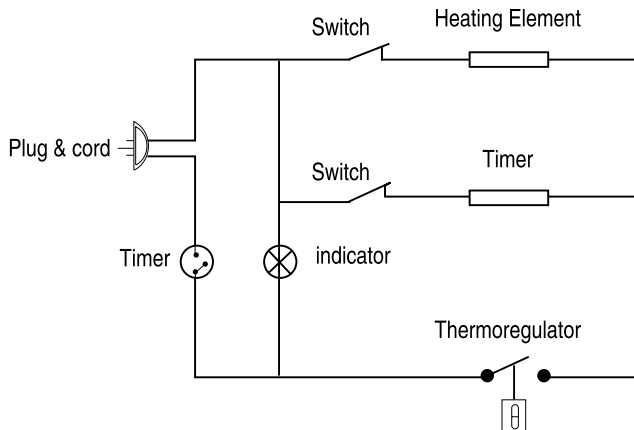 Switch
Heating Element
Plug & cord
Switch
Timer
Timer
indicator
Thermoregulator